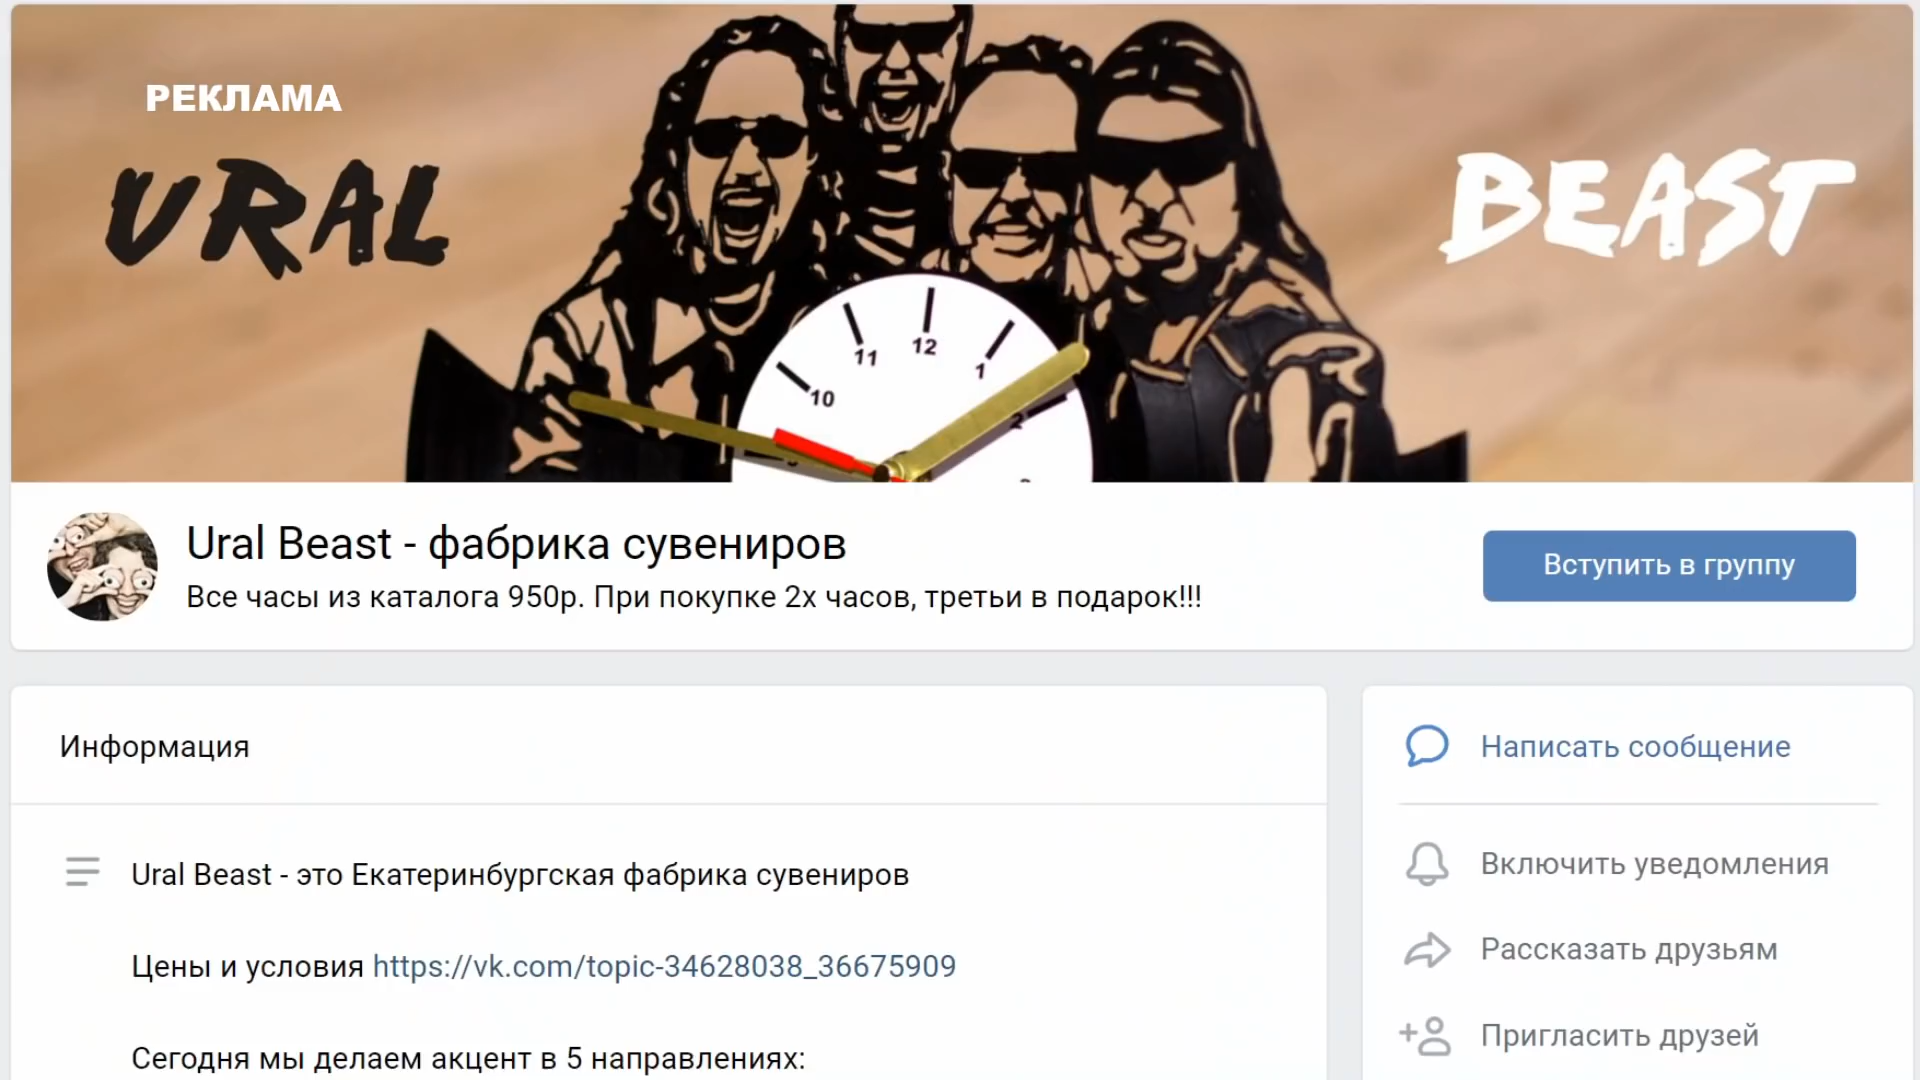 РЕКЛАМА
URAL
BEAST
11
12
1
10
2
Ural Beast - фабрика сувениров
Все часы из каталога 950р. При покупке 2х часов, третьи в подарок!!!
Вступить в группу
Информация
Написать сообщение
Ural Beast - это Екатеринбургская фабрика сувениров
Включить уведомления
Цены и условия https://vk.com/topic-34628038_36675909
Рассказать друзьям
Сегодня мы делаем акцент в 5 направлениях:
Пригласить друзей